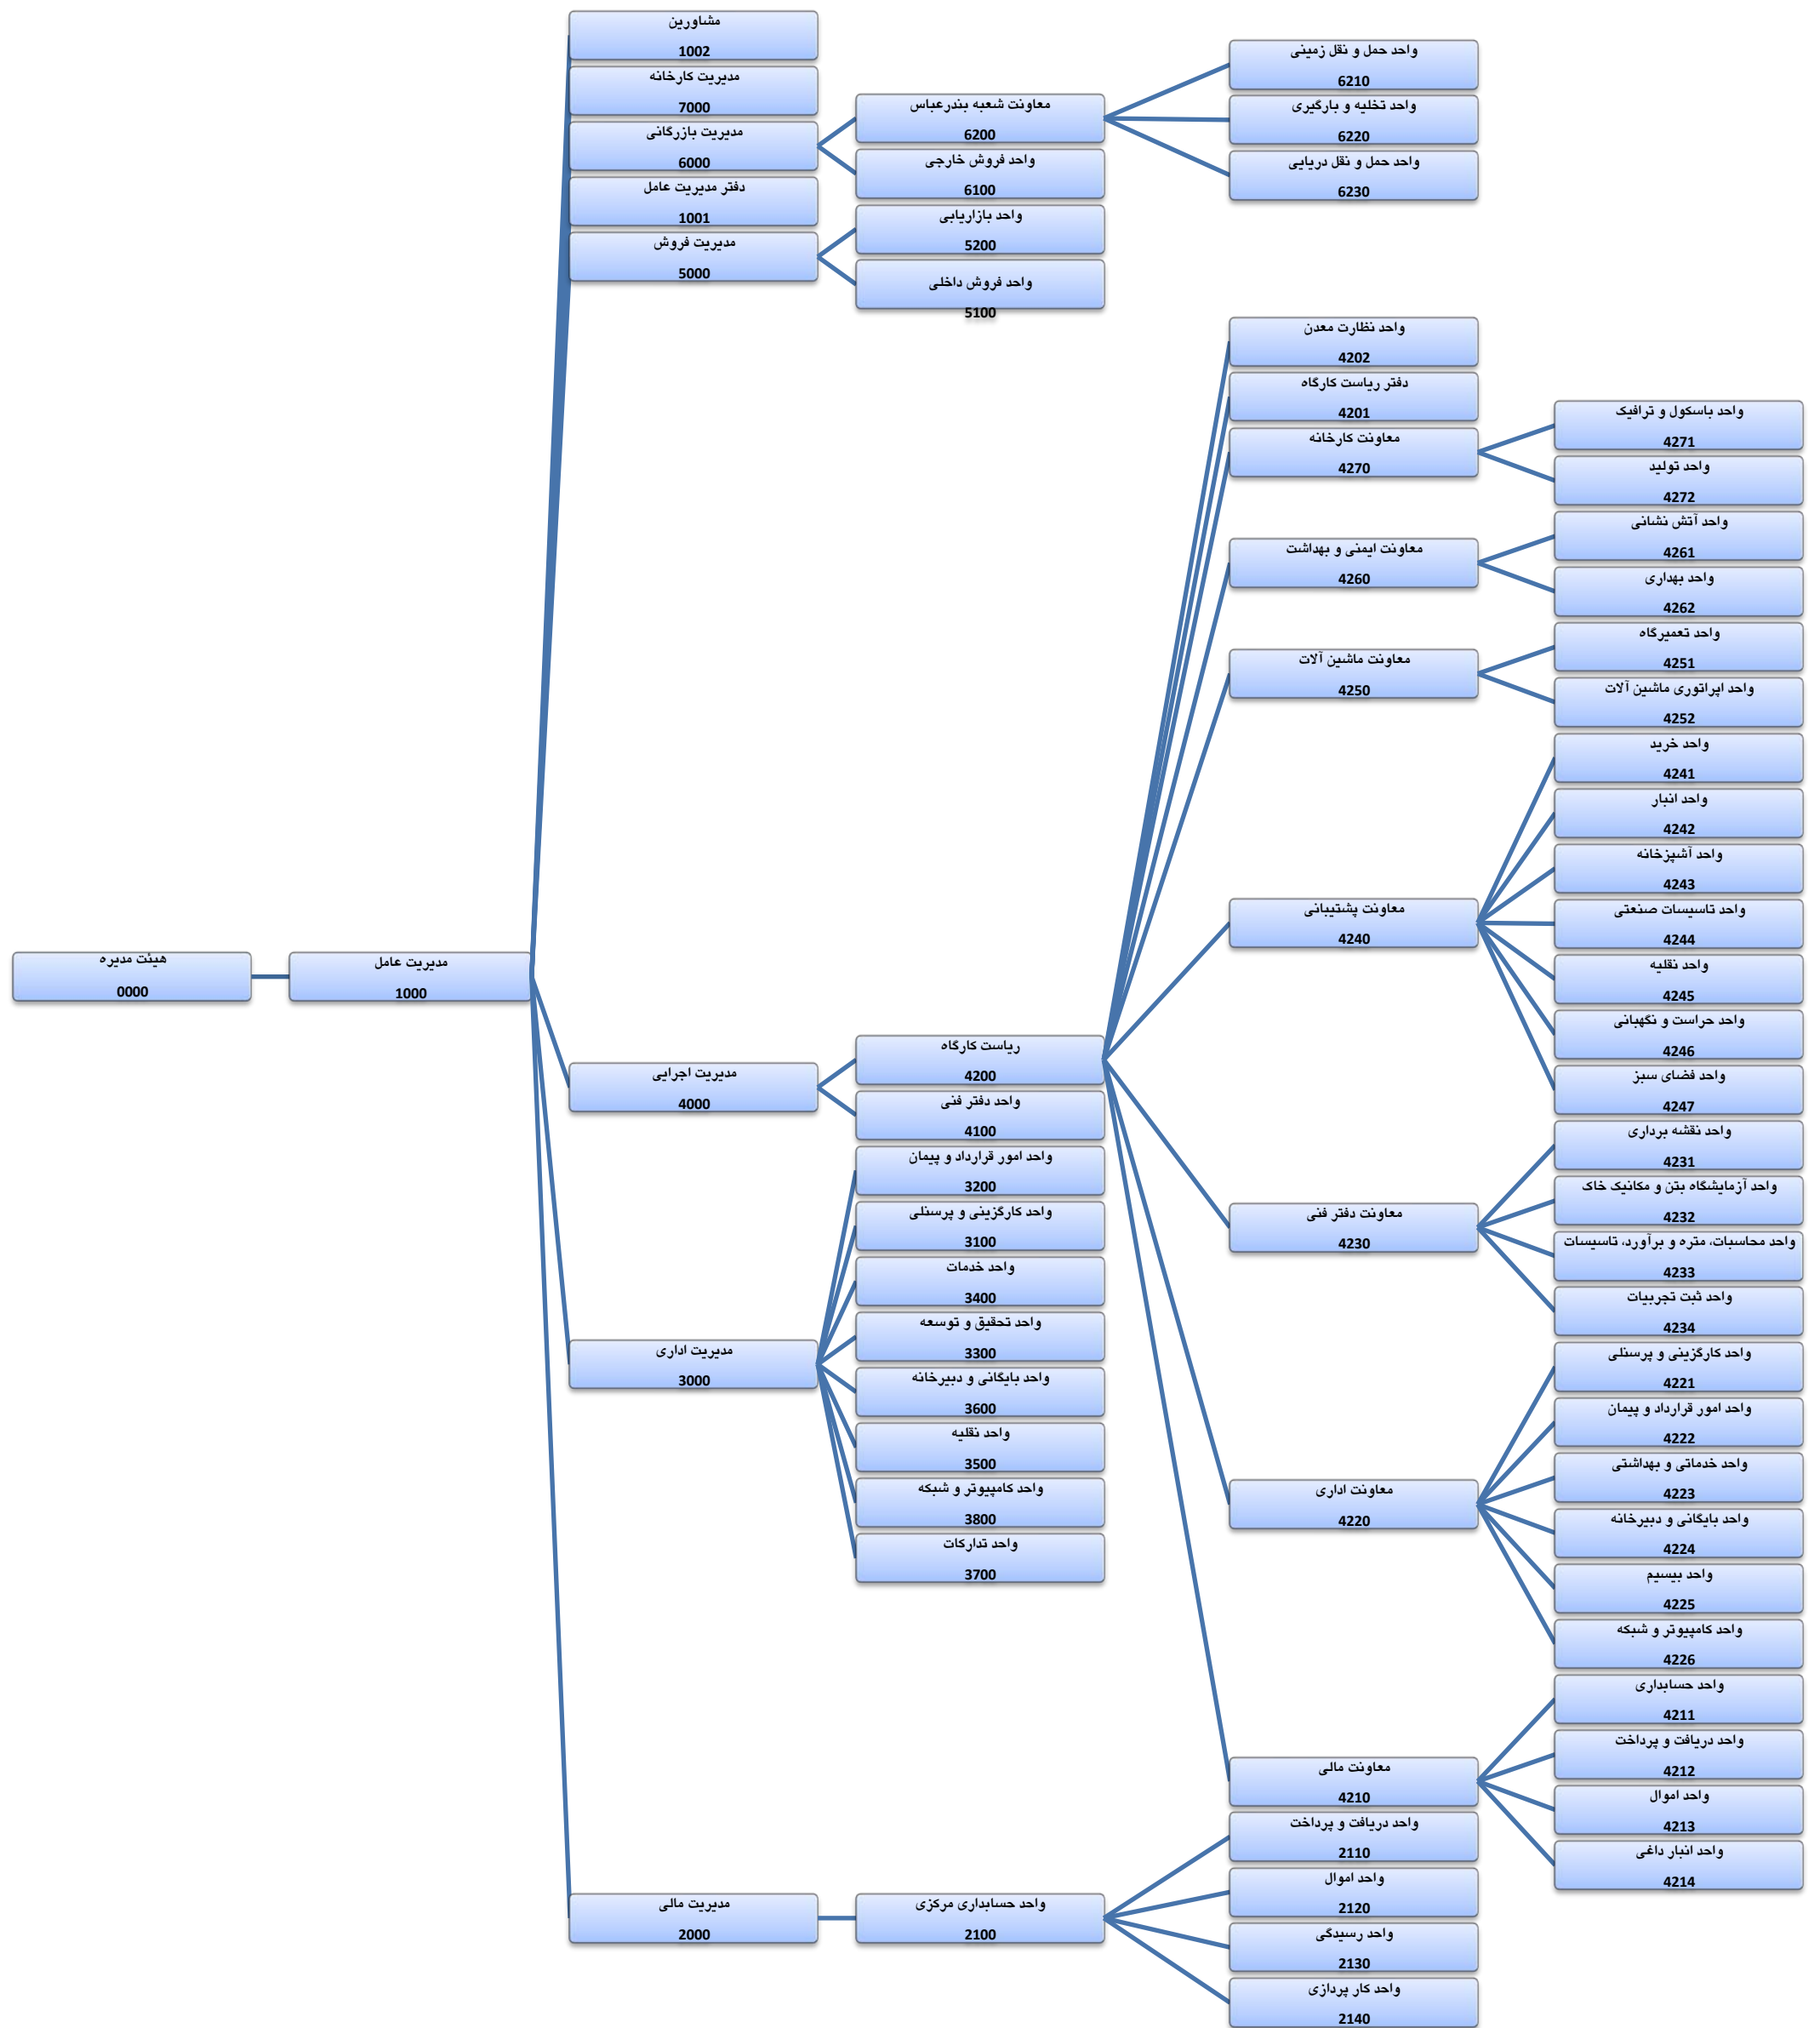 هیئت مدیره
0000
مدیریت عامل
1000
مشاورین
1002
مدیریت کارخانه
7000
مدیریت بازرگانی
6000
معاونت شعبه بندرعباس
6200
واحد حمل و نقل زمینی
6210
واحد تخلیه و بارگیری
6220
واحد حمل و نقل دریایی
6230
واحد فروش خارجی
6100
دفتر مدیریت عامل
1001
مدیریت فروش
5000
واحد بازاریابی
5200
واحد فروش داخلی
5100
مدیریت اجرایی
4000
ریاست کارگاه
4200
واحد نظارت معدن
4202
دفتر ریاست کارگاه
4201
معاونت کارخانه
4270
واحد باسکول و ترافیک
4271
واحد تولید
4272
معاونت ایمنی و بهداشت
4260
واحد آتش نشانی
4261
واحد بهداری
4262
معاونت ماشین آلات
4250
واحد تعمیرگاه
4251
واحد اپراتوری ماشین آلات
4252
معاونت پشتیبانی
4240
واحد خرید
4241
واحد انبار
4242
واحد آشپزخانه
4243
واحد تاسیسات صنعتی
4244
واحد نقلیه
4245
واحد حراست و نگهبانی
4246
واحد فضای سبز
4247
معاونت دفتر فنی
4230
واحد نقشه برداری
4231
واحد آزمایشگاه بتن و مکانیک خاک
4232
واحد محاسبات، متره و برآورد، تاسیسات
4233
واحد ثبت تجربیات
4234
معاونت اداری
4220
واحد کارگزینی و پرسنلی
4221
واحد امور قرارداد و پیمان
4222
واحد خدماتی و بهداشتی
4223
واحد بایگانی و دبیرخانه
4224
واحد بیسیم
4225
واحد کامپیوتر و شبکه
4226
معاونت مالی
4210
واحد حسابداری
4211
واحد دریافت و پرداخت
4212
واحد اموال
4213
واحد انبار داغی
4214
واحد دفتر فنی
4100
مدیریت اداری
3000
واحد امور قرارداد و پیمان
3200
واحد کارگزینی و پرسنلی
3100
واحد خدمات
3400
واحد تحقیق و توسعه
3300
واحد بایگانی و دبیرخانه
3600
واحد نقلیه
3500
واحد کامپیوتر و شبکه
3800
واحد تدارکات
3700
مدیریت مالی
2000
واحد حسابداری مرکزی
2100
واحد دریافت و پرداخت
2110
واحد اموال
2120
واحد رسیدگی
2130
واحد کار پردازی
2140